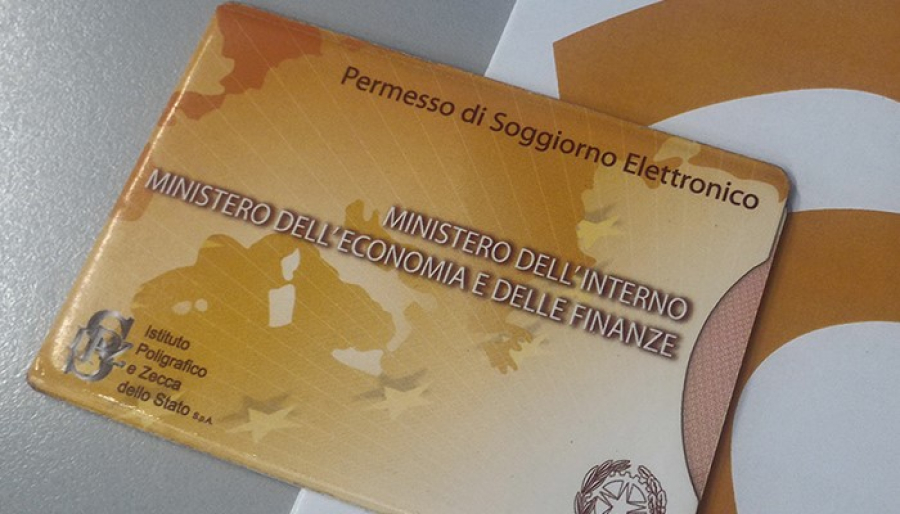 Permesso di Soggiorno Elettronico
MINISTERO DELL'INTERNO
MINISTERO DELL'ECONOMIA E DELLE FINANZE
Istituto
Poligrafico
e Zecca
dello Stato S.p.A.